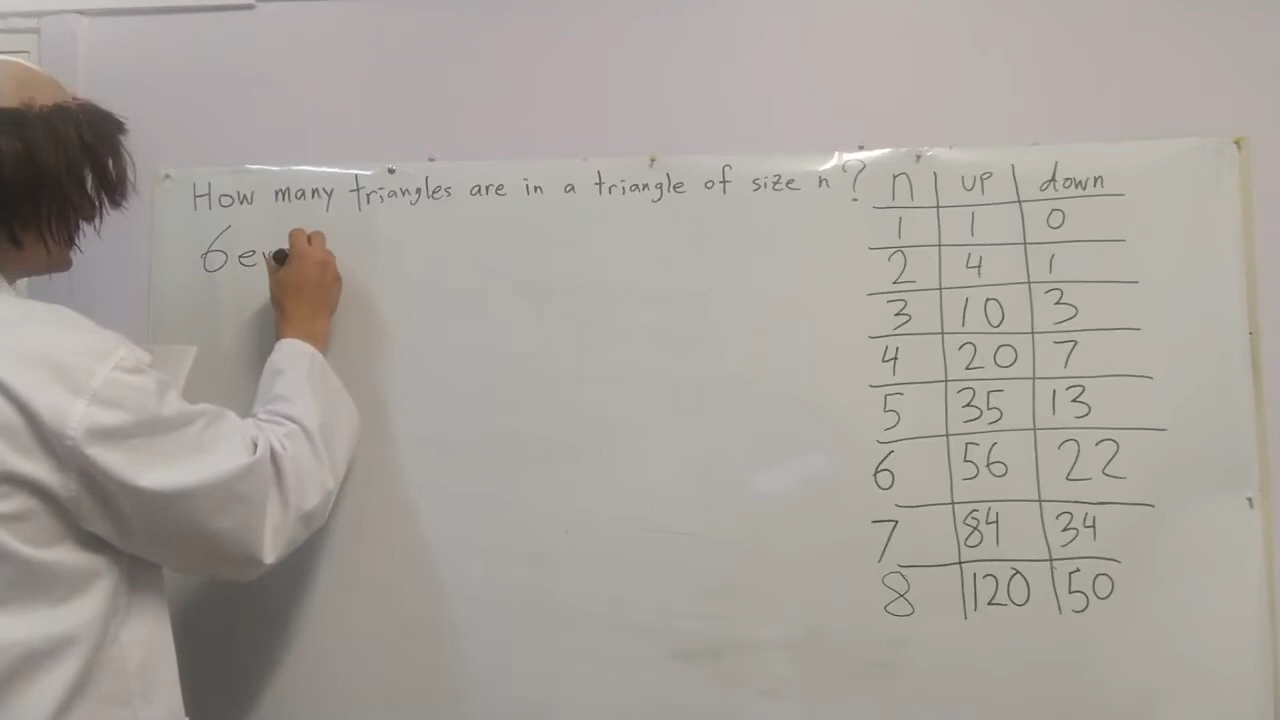 How many triangles are in a triangle of size n?
6e
n up down
1 1 0
2 4 1
3 10 3
4 20 7
5 35 13
6 56 22
7 84 34
8 120 50